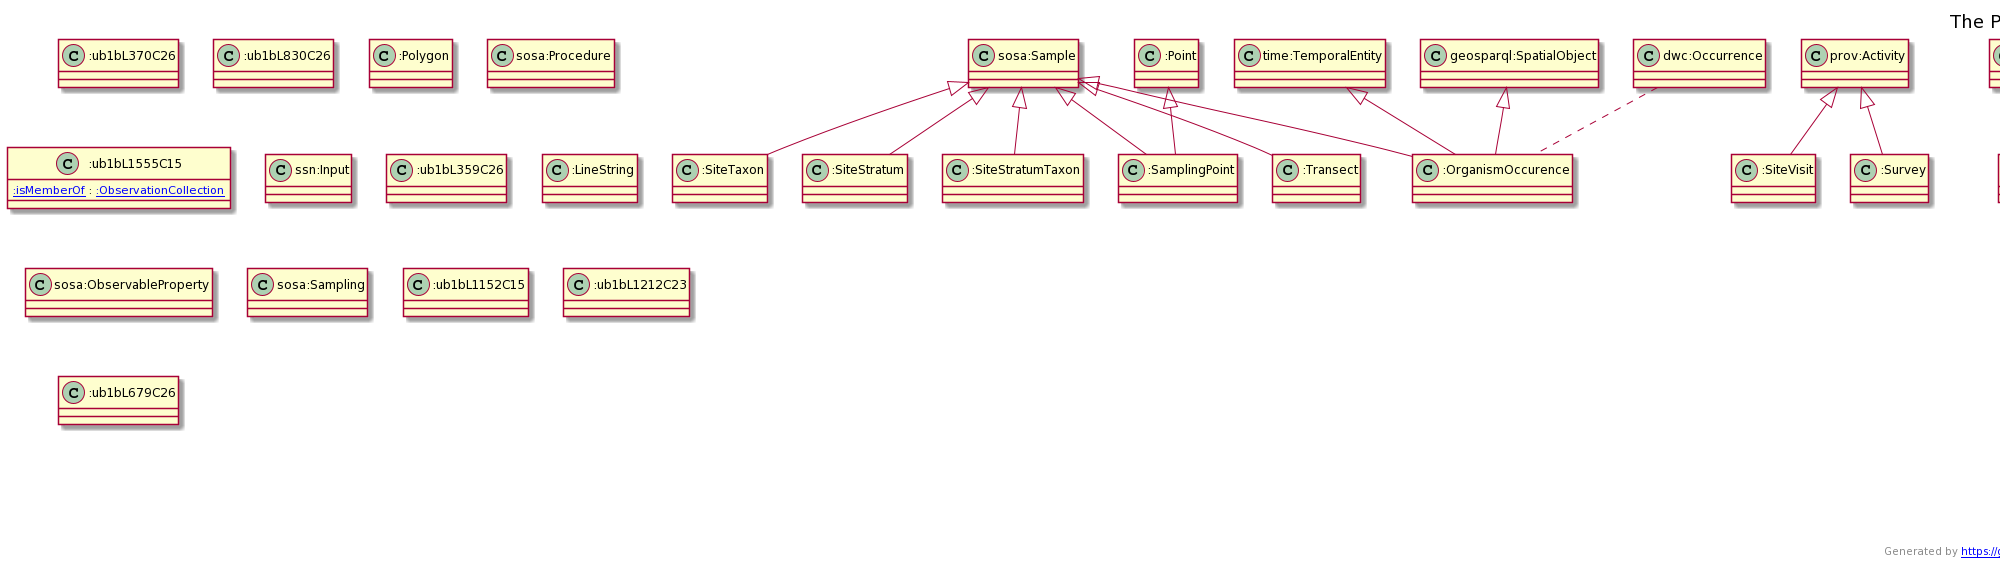 The P
C :ub1bL370C26
C :ub1bL830C26
C :Polygon
C sosa:Procedure
C sosa:Sample
C :Point
C time:TemporalEntity
C geosparql:SpatialObject
C dwc:Occurrence
C prov:Activity
C :ub1bL1555C15
:isMemberOf : :ObservationCollection
C ssn:Input
C :ub1bL359C26
C :LineString
C :SiteTaxon
C :SiteStratum
C :SiteStratumTaxon
C :SamplingPoint
C :Transect
C :OrganismOccurence
C :SiteVisit
C :Survey
C sosa:ObservableProperty
C sosa:Sampling
C :ub1bL1152C15
C :ub1bL1212C23
C :ub1bL679C26
Generated by https://